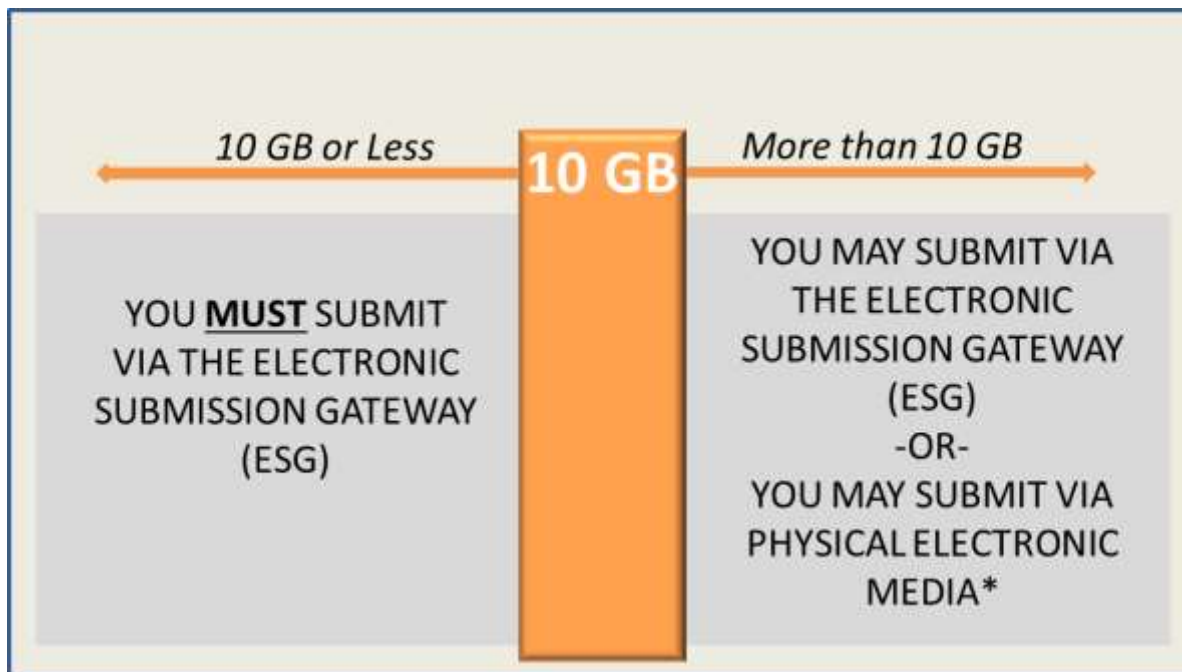 10 GB or Less
10 GB
More than 10 GB
YOU MUST SUBMIT
VIA THE ELECTRONIC
SUBMISSION GATEWAY
(ESG)
YOU MAY SUBMIT VIA
THE ELECTRONIC
SUBMISSION GATEWAY
(ESG)
-OR-
YOU MAY SUBMIT VIA
PHYSICAL ELECTRONIC
MEDIA*